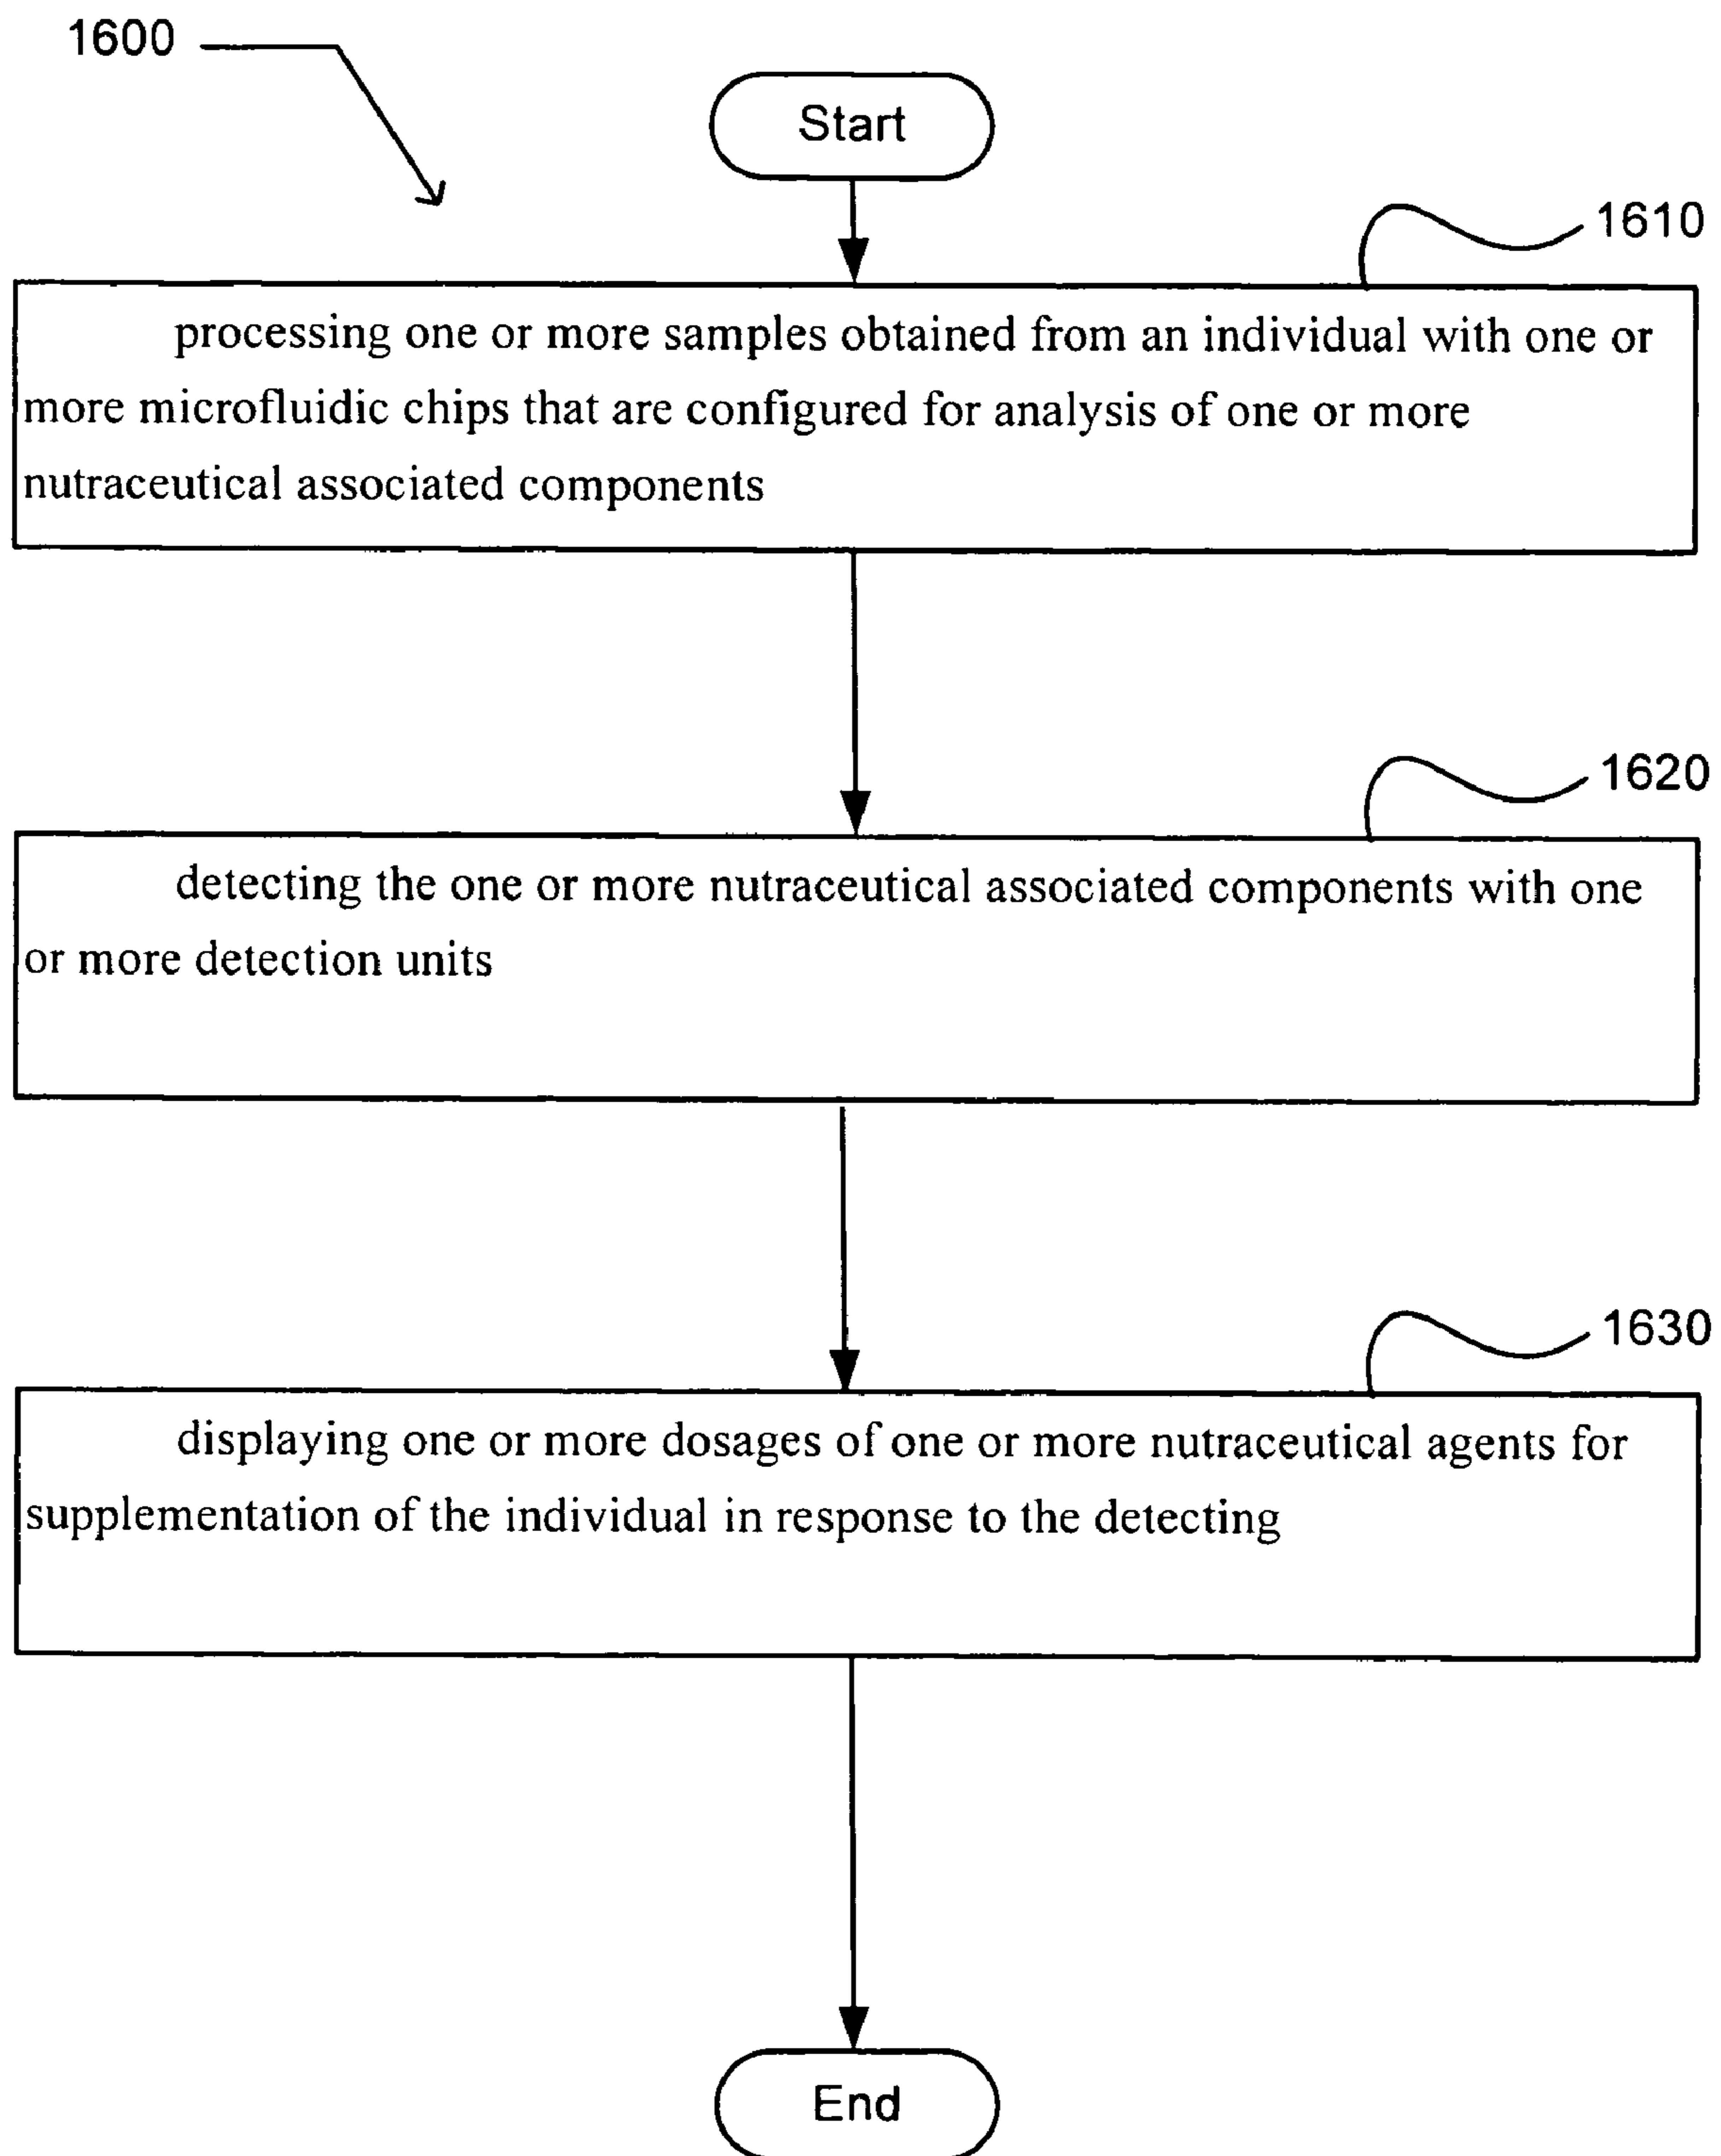 1600
Start
1610
processing one or more samples obtained from an individual with one or
more microfluidic chips that are configured for analysis of one or more
nutraceutical associated components
1620
detecting the one or more nutraceutical associated components with one
or more detection units
1630
displaying one or more dosages of one or more nutraceutical agents for
supplementation of the individual in response to the detecting
End